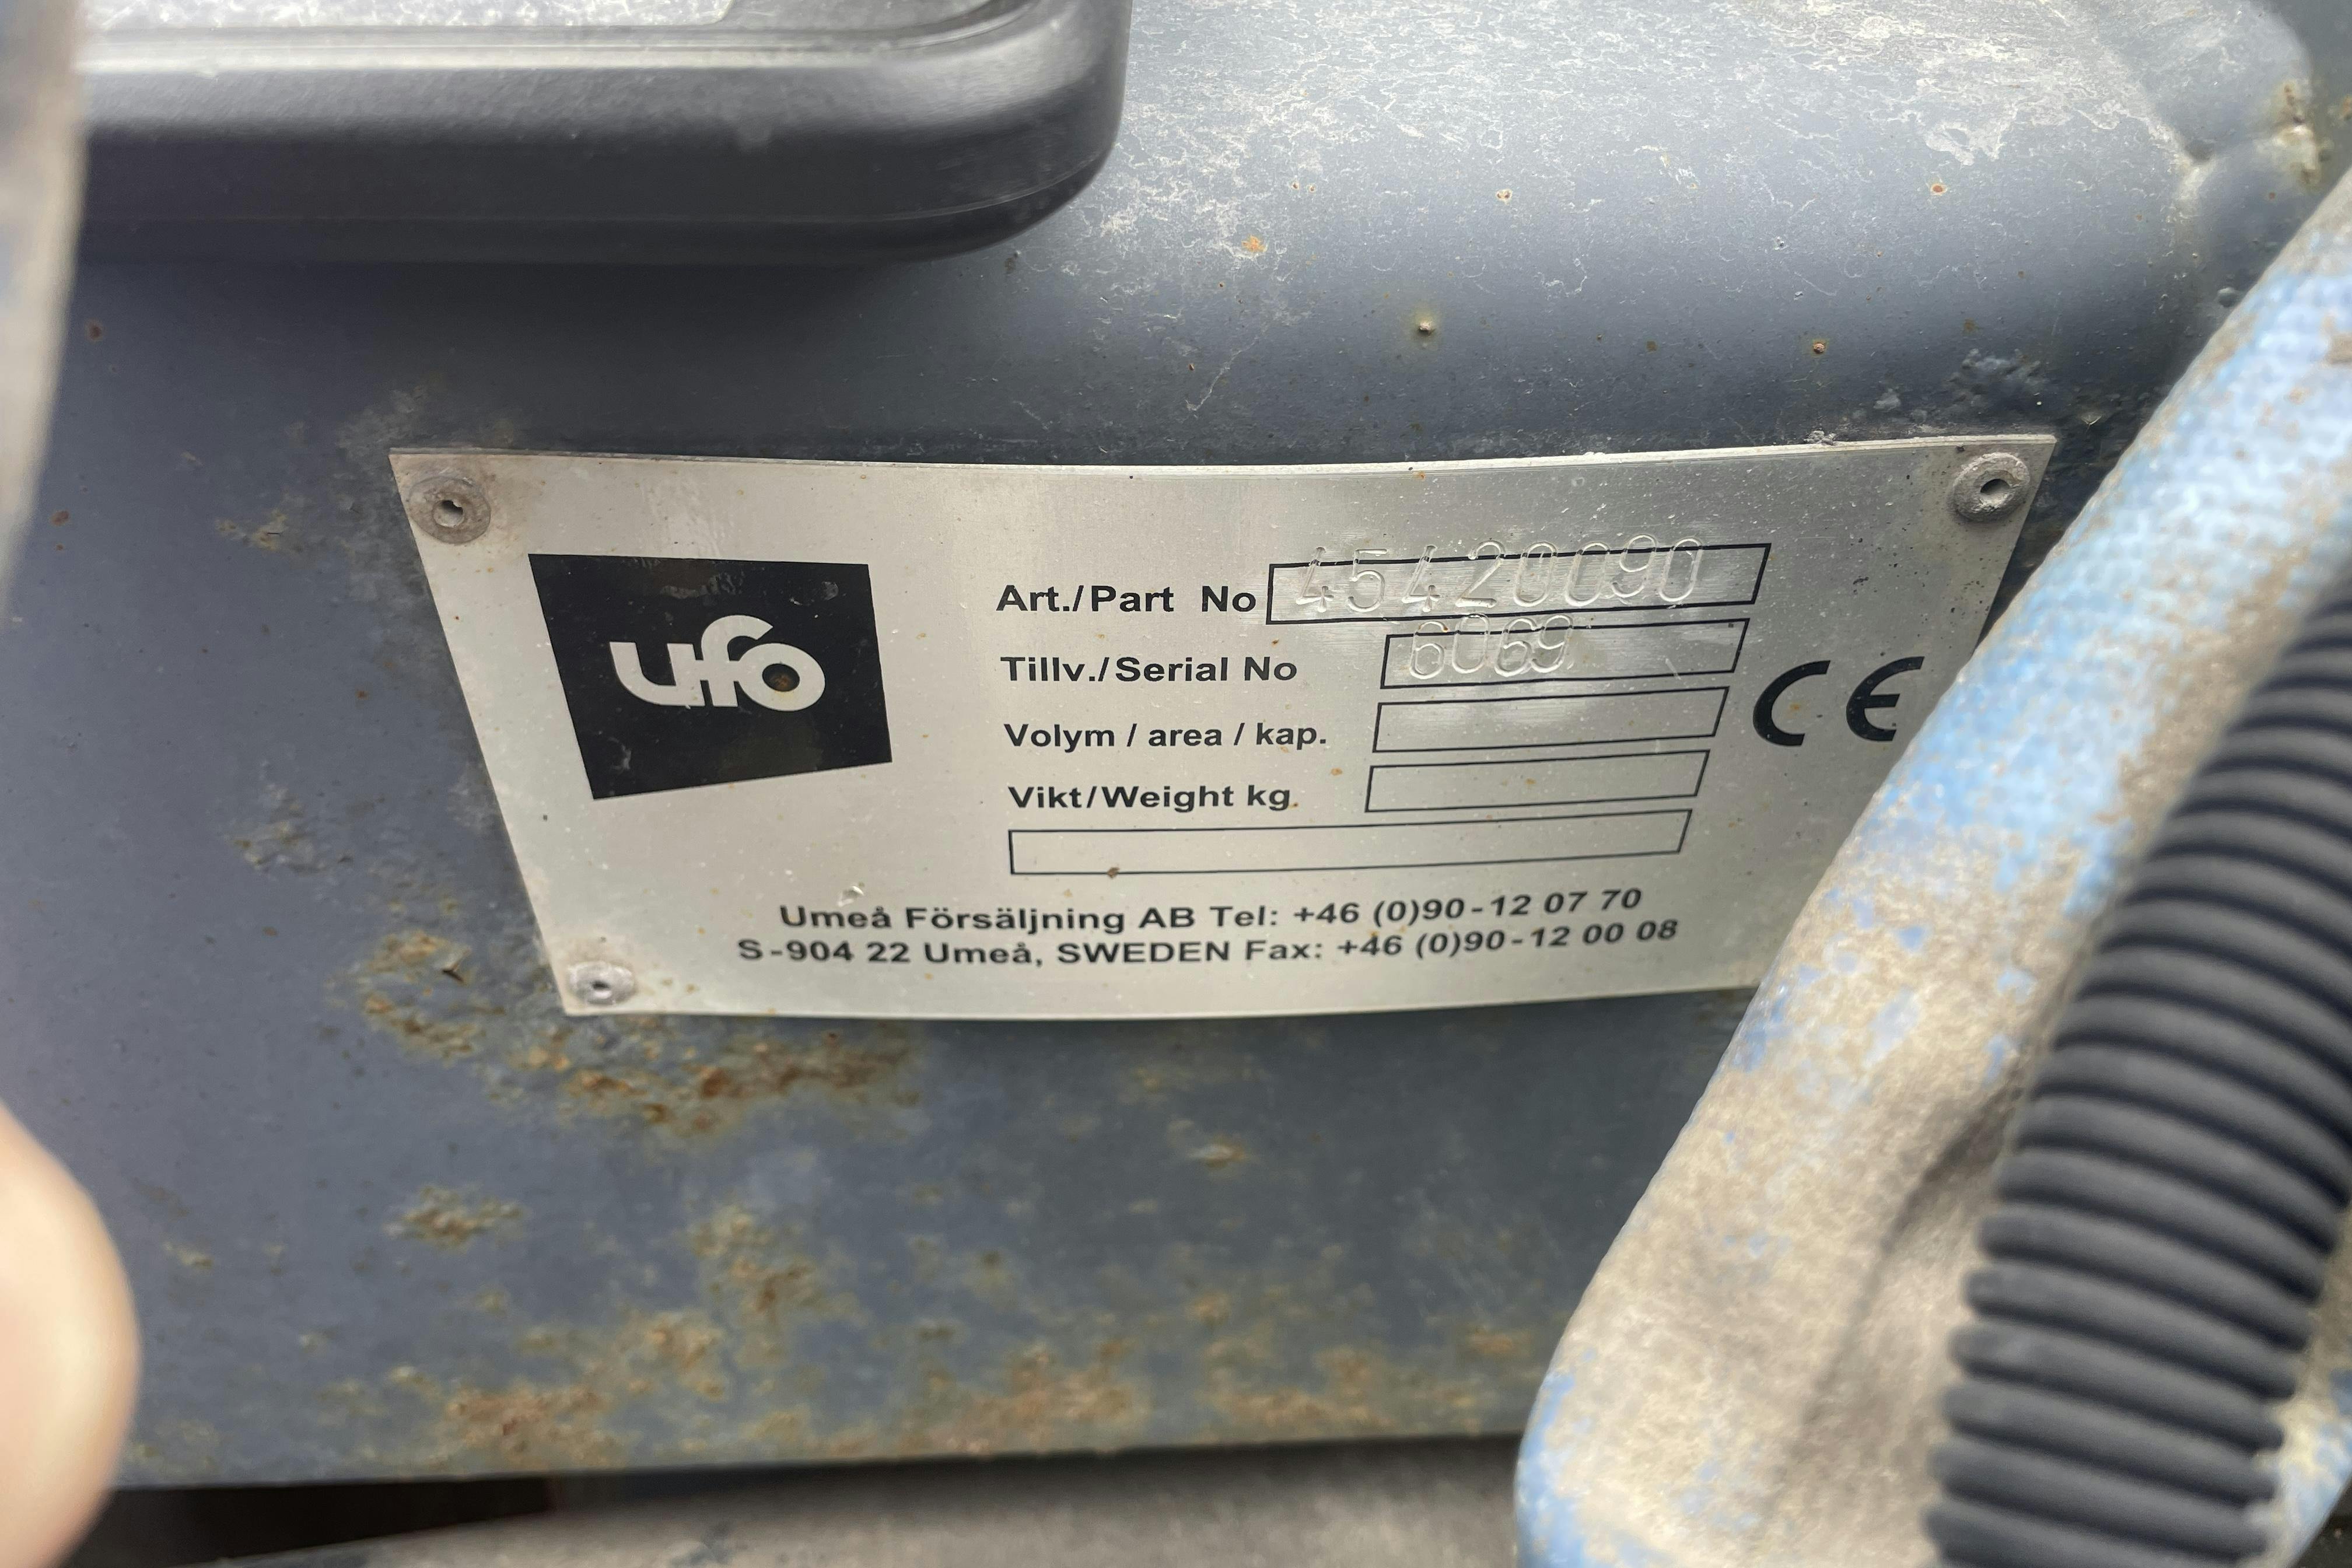 ufo
Art./Part No 45420090
Tillv./Serial No 6069
Volym / area / kap.
Vikt/Weight kg.
CE
Umeå Försäljning AB Tel: +46 (0)90-12 07 70
S-904 22 Umeå, SWEDEN Fax: +46 (0)90-12 00 08